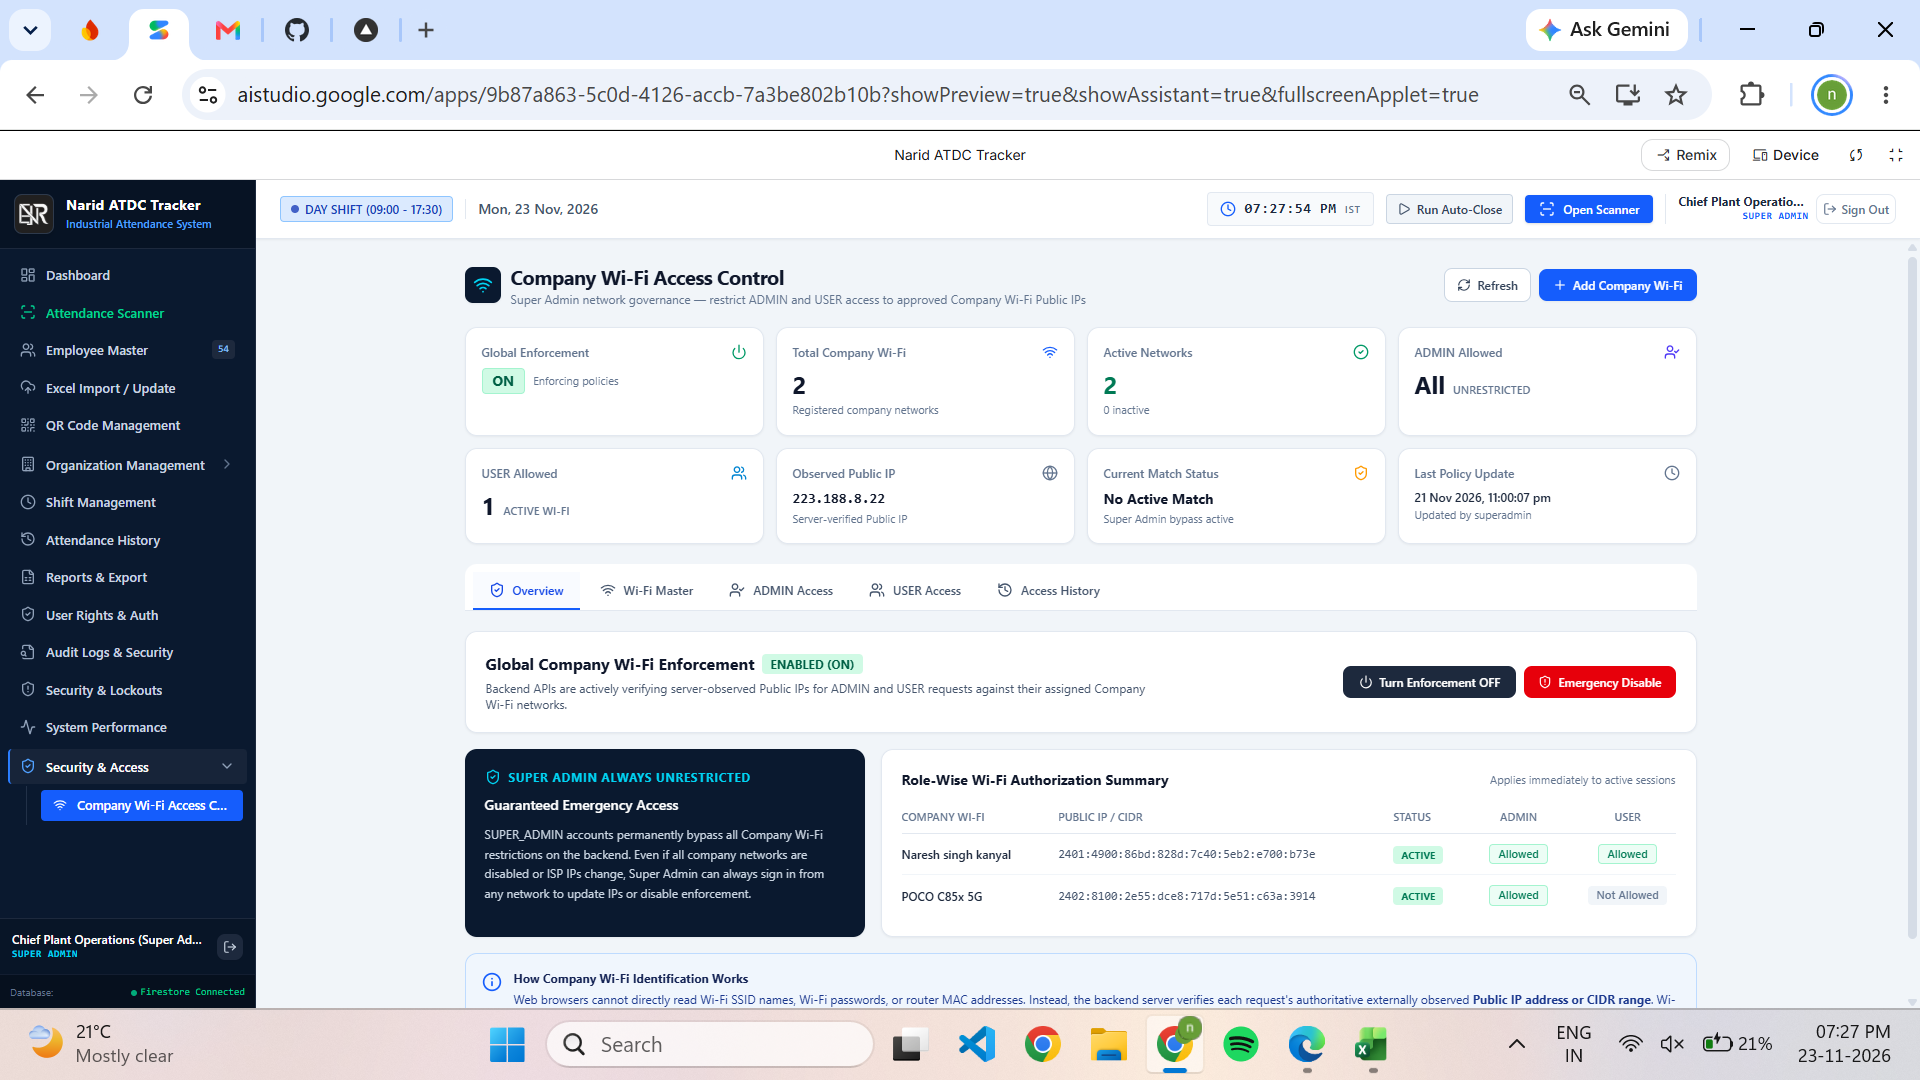 Ask Gemini
aistudio.google.com/apps/9b87a863-5c0d-4126-accb-7a3be802b10b?showPreview=true&showAssistant=true&fullscreenApplet=true
n
Narid ATDC Tracker
Remix
Device
Narid ATDC Tracker
Industrial Attendance System
DAY SHIFT (09:00 - 17:30)
Mon, 23 Nov, 2026
07:27:54 PM IST
Run Auto-Close
Open Scanner
Chief Plant Operatio...
SUPER ADMIN
Sign Out
Dashboard
Attendance Scanner
Employee Master 54
Excel Import / Update
QR Code Management
Organization Management
Shift Management
Attendance History
Reports & Export
User Rights & Auth
Audit Logs & Security
Security & Lockouts
System Performance
Security & Access
Company Wi-Fi Access C...
Chief Plant Operations (Super Ad...
SUPER ADMIN
Database: Firestore Connected
Company Wi-Fi Access Control
Super Admin network governance — restrict ADMIN and USER access to approved Company Wi-Fi Public IPs
Refresh
Add Company Wi-Fi
Global Enforcement
ON Enforcing policies
Total Company Wi-Fi
2
Registered company networks
Active Networks
2
0 inactive
ADMIN Allowed
All UNRESTRICTED
USER Allowed
1 ACTIVE WI-FI
Observed Public IP
223.188.8.22
Server-verified Public IP
Current Match Status
No Active Match
Super Admin bypass active
Last Policy Update
21 Nov 2026, 11:00:07 pm
Updated by superadmin
Overview
Wi-Fi Master
ADMIN Access
USER Access
Access History
Global Company Wi-Fi Enforcement ENABLED (ON)
Backend APIs are actively verifying server-observed Public IPs for ADMIN and USER requests against their assigned Company
Wi-Fi networks.
Turn Enforcement OFF
Emergency Disable
SUPER ADMIN ALWAYS UNRESTRICTED
Guaranteed Emergency Access
SUPER_ADMIN accounts permanently bypass all Company Wi-Fi
restrictions on the backend. Even if all company networks are
disabled or ISP IPs change, Super Admin can always sign in from
any network to update IPs or disable enforcement.
Role-Wise Wi-Fi Authorization Summary
Applies immediately to active sessions
COMPANY WI-FI PUBLIC IP / CIDR STATUS ADMIN USER
Naresh singh kanyal 2401:4900:86bd:828d:7c40:5eb2:e700:b73e ACTIVE Allowed Allowed
POCO C85x 5G 2402:8100:2e55:dce8:717d:5e51:c63a:3914 ACTIVE Allowed Not Allowed
How Company Wi-Fi Identification Works
Web browsers cannot directly read Wi-Fi SSID names, Wi-Fi passwords, or router MAC addresses. Instead, the backend server verifies each request's authoritative externally observed Public IP address or CIDR range. Wi-
21°C
Mostly clear
Search
n
ENG
IN
21%
07:27 PM
23-11-2026